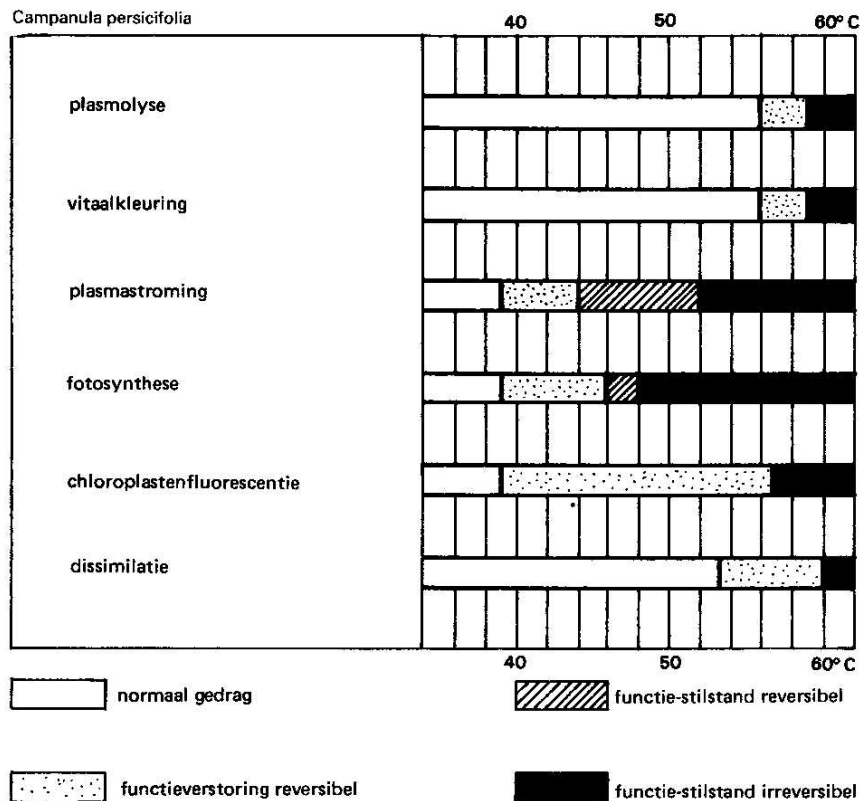 Campanula persicifolia
40 50 60° C
plasmolyse
vitaalkleuring
plasmastroming
fotosynthese
chloroplastenfluorescentie
dissimilatie
40 50 60° C
normaal gedrag
functie-stilstand reversibel
functieverstoring reversibel
functie-stilstand irreversibel